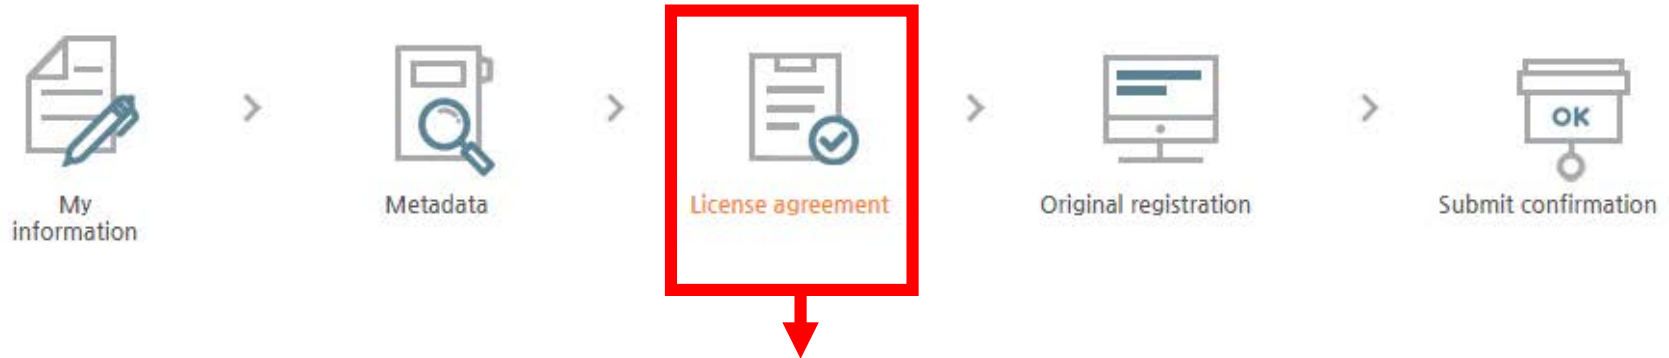 OK
My
information
Metadata
License agreement
Original registration
Submit confirmation